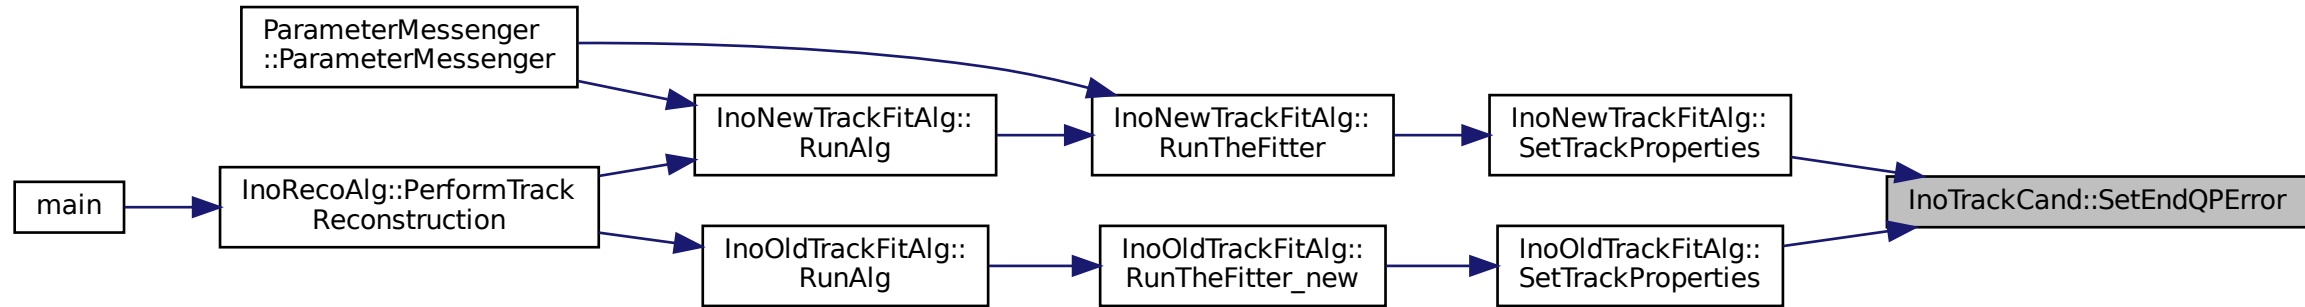 ParameterMessenger
::ParameterMessenger
InoNewTrackFitAlg::
RunAlg
InoNewTrackFitAlg::
RunTheFitter
InoNewTrackFitAlg::
SetTrackProperties
main
InoRecoAlg::PerformTrack
Reconstruction
InoTrackCand::SetEndQPError
InoOldTrackFitAlg::
RunAlg
InoOldTrackFitAlg::
RunTheFitter_new
InoOldTrackFitAlg::
SetTrackProperties